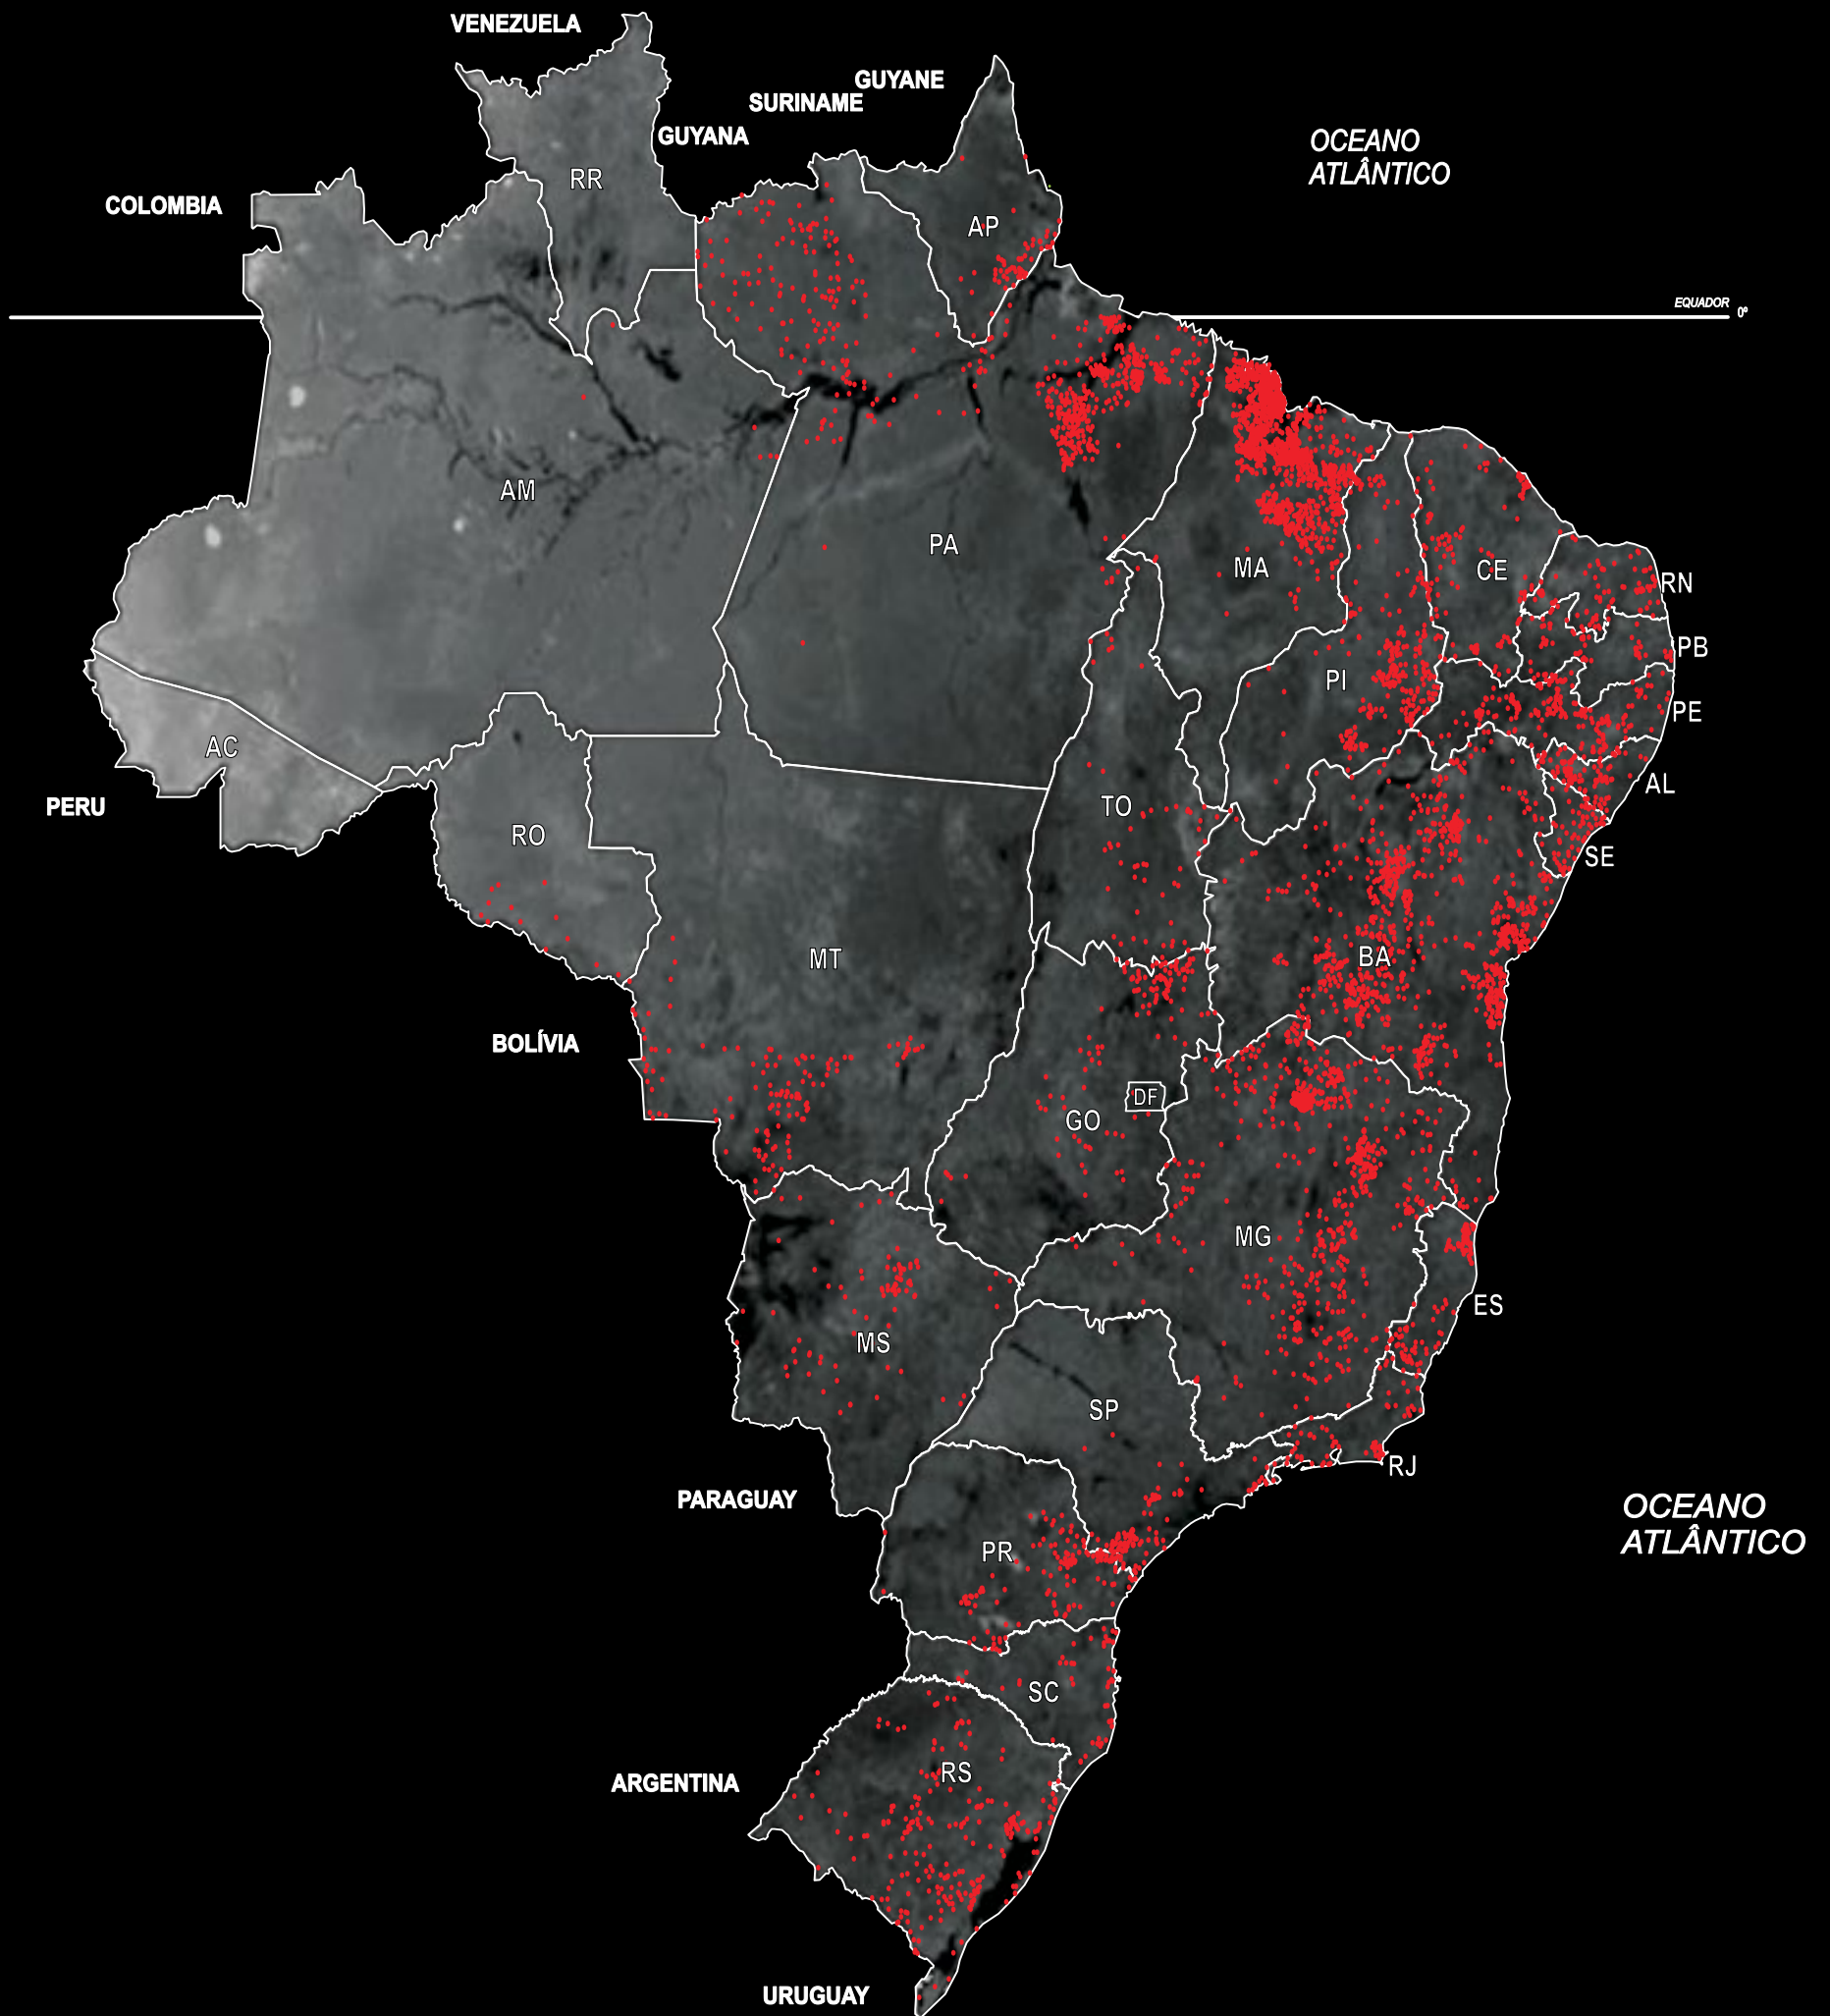 VENEZUELA
GUYANE
SURINAME
GUYANA
OCEANO
ATLÂNTICO
RR
COLOMBIA
AP
EQUADOR
0°
AM
PA
MA
CE
RN
PB
PI
PE
AC
AL
PERU
TO
RO
SE
MT
BA
BOLÍVIA
DF
GO
MG
ES
MS
SP
RJ
PARAGUAY
OCEANO
ATLÂNTICO
PR
SC
RS
ARGENTINA
URUGUAY